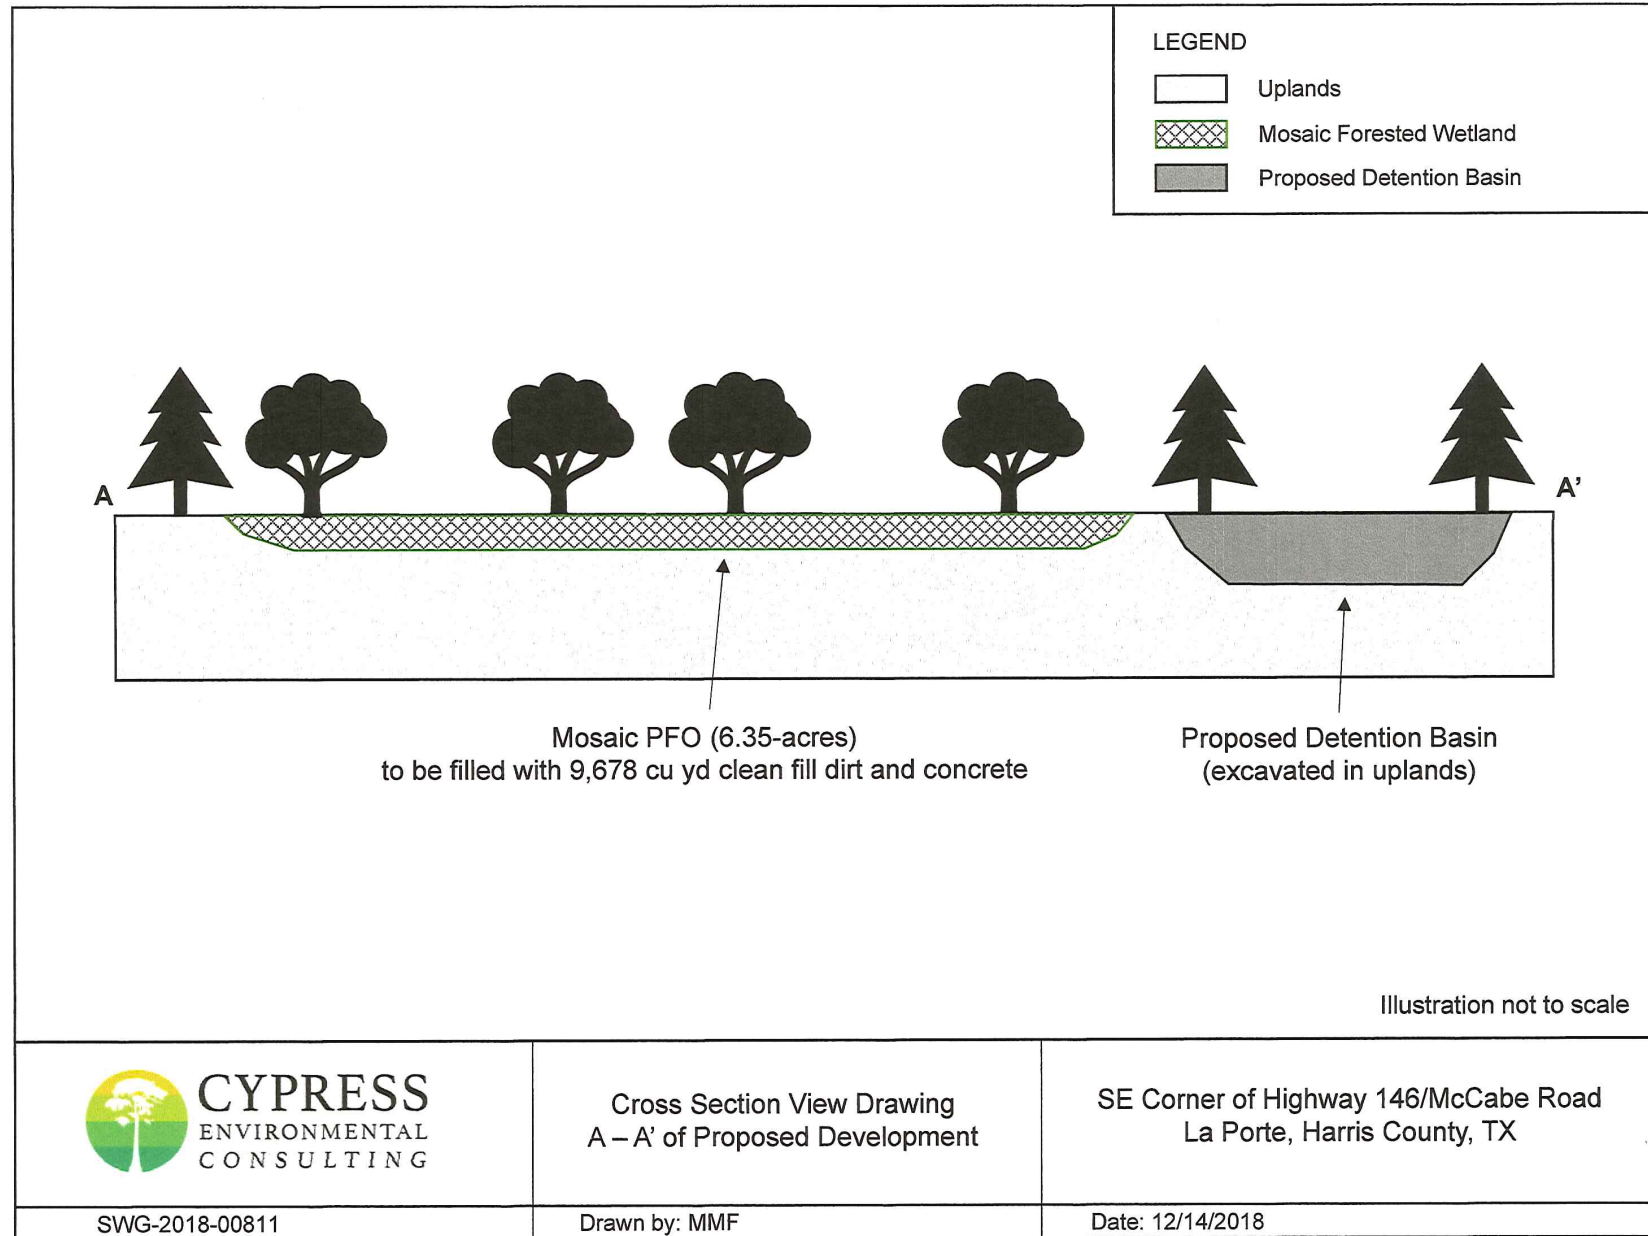 LEGEND
Uplands
Mosaic Forested Wetland
Proposed Detention Basin
A
A’
Mosaic PFO (6.35-acres)
to be filled with 9,678 cu yd clean fill dirt and concrete
Proposed Detention Basin
(excavated in uplands)
Illustration not to scale
CYPRESS
ENVIRONMENTAL
CONSULTING
Cross Section View Drawing
A – A’ of Proposed Development
SE Corner of Highway 146/McCabe Road
La Porte, Harris County, TX
SWG-2018-00811
Drawn by: MMF
Date: 12/14/2018